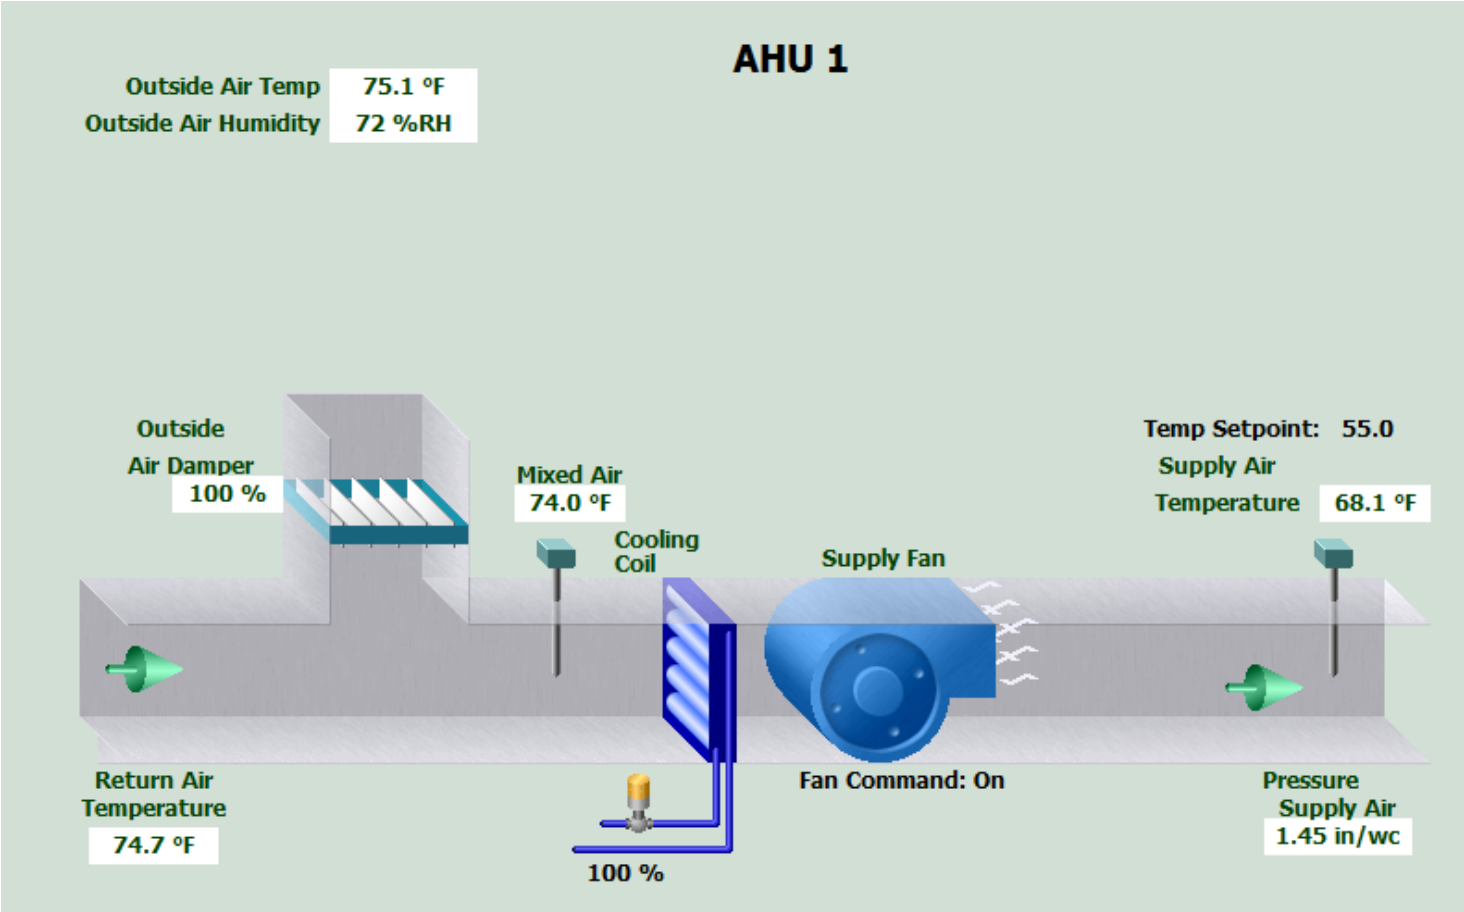 AHU 1
Outside Air Temp 75.1 °F
Outside Air Humidity 72 %RH
Outside
Air Damper
100 %
Mixed Air
74.0 °F
Cooling
Coil
Supply Fan
Temp Setpoint: 55.0
Supply Air
Temperature 68.1 °F
Return Air
Temperature
74.7 °F
100 %
Fan Command: On
Pressure
Supply Air
1.45 in/wc